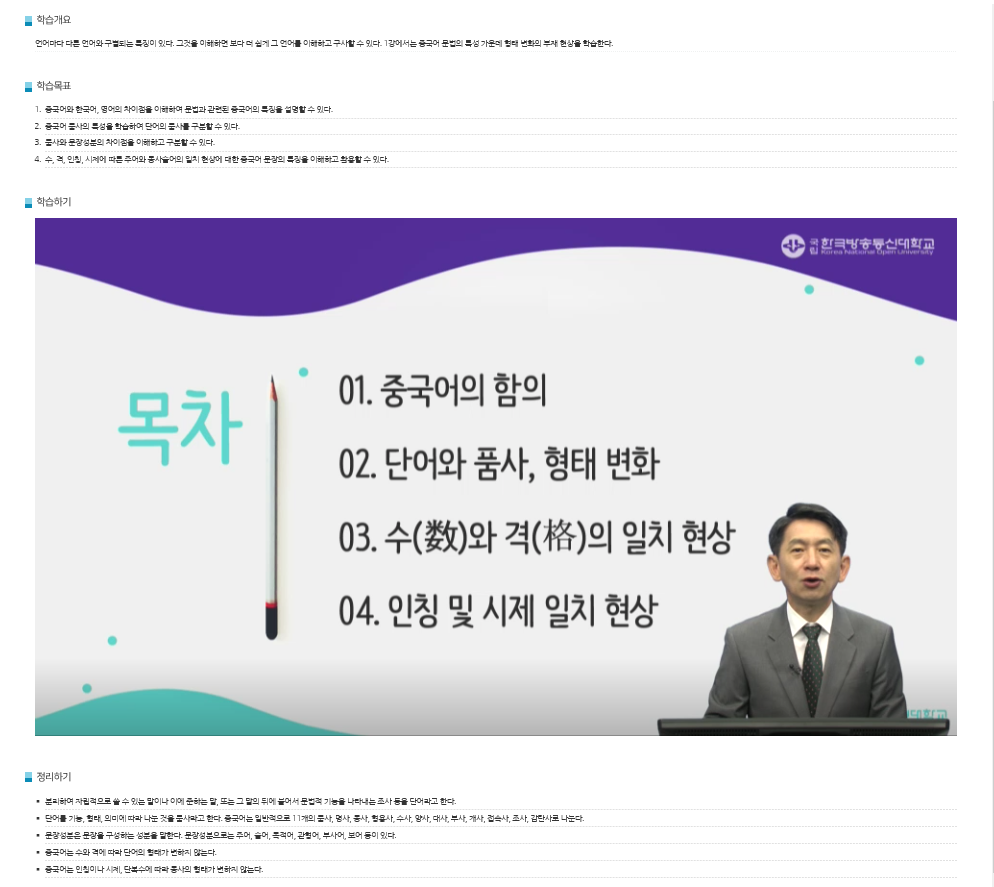 학습개요
언어마다 다른 언어와 구별되는 특징이 있다. 그것을 이해하면 보다 더 쉽게 그 언어를 이해하고 구사할 수 있다. 1강에서는 중국어 문법의 특성 가운데 형태 변화의 부재 현상을 학습한다.
학습목표
1. 중국어와 한국어, 영어의 차이점을 이해하여 문법과 관련된 중국어의 특징을 설명할 수 있다.
2. 중국어 품사의 특성을 학습하여 단어의 품사를 구분할 수 있다.
3. 품사와 문장성분의 차이점을 이해하고 구분할 수 있다.
4. 수, 격, 인칭, 시제에 따른 주어와 동사술어의 일치 현상에 대한 중국어 문장의 특징을 이해하고 활용할 수 있다.
학습하기
국립 한국방송통신대학교
Korea National Open University
목차
01. 중국어의 함의
02. 단어와 품사, 형태 변화
03. 수(数)와 격(格)의 일치 현상
04. 인칭 및 시제 일치 현상
대학교
정리하기
▪ 분리하여 자립적으로 쓸 수 있는 말이나 이에 준하는 말, 또는 그 말의 뒤에 붙어서 문법적 기능을 나타내는 조사 등을 단어라고 한다.
▪ 단어를 기능, 형태, 의미에 따라 나눈 것을 품사라고 한다. 중국어는 일반적으로 11개의 품사, 명사, 동사, 형용사, 수사, 양사, 대사, 부사, 개사, 접속사, 조사, 감탄사로 나눈다.
▪ 문장성분은 문장을 구성하는 성분을 말한다. 문장성분으로는 주어, 술어, 목적어, 관형어, 부사어, 보어 등이 있다.
▪ 중국어는 수와 격에 따라 단어의 형태가 변하지 않는다.
▪ 중국어는 인칭이나 시제, 단복수에 따라 동사의 형태가 변하지 않는다.